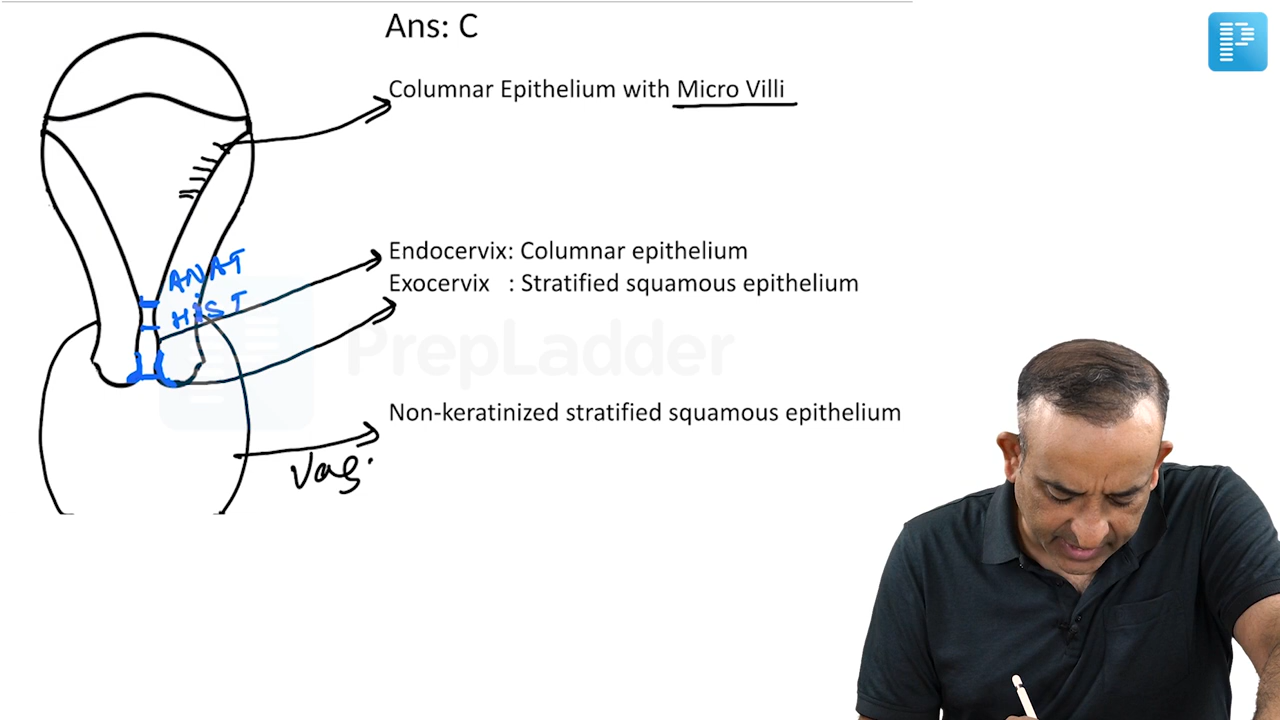 Ans: C
Columnar Epithelium with Micro Villi
ANAT
HIST
Endocervix: Columnar epithelium
Exocervix : Stratified squamous epithelium
PrepLadder
Non-keratinized stratified squamous epithelium
Vag.